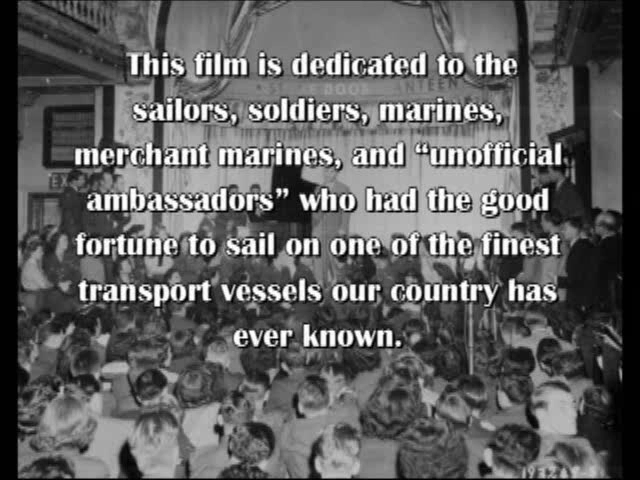 This film is dedicated to the
sailors, soldiers, marines,
merchant marines, and “unofficial
ambassadors” who had the good
fortune to sail on one of the finest
transport vessels our country has
ever known.